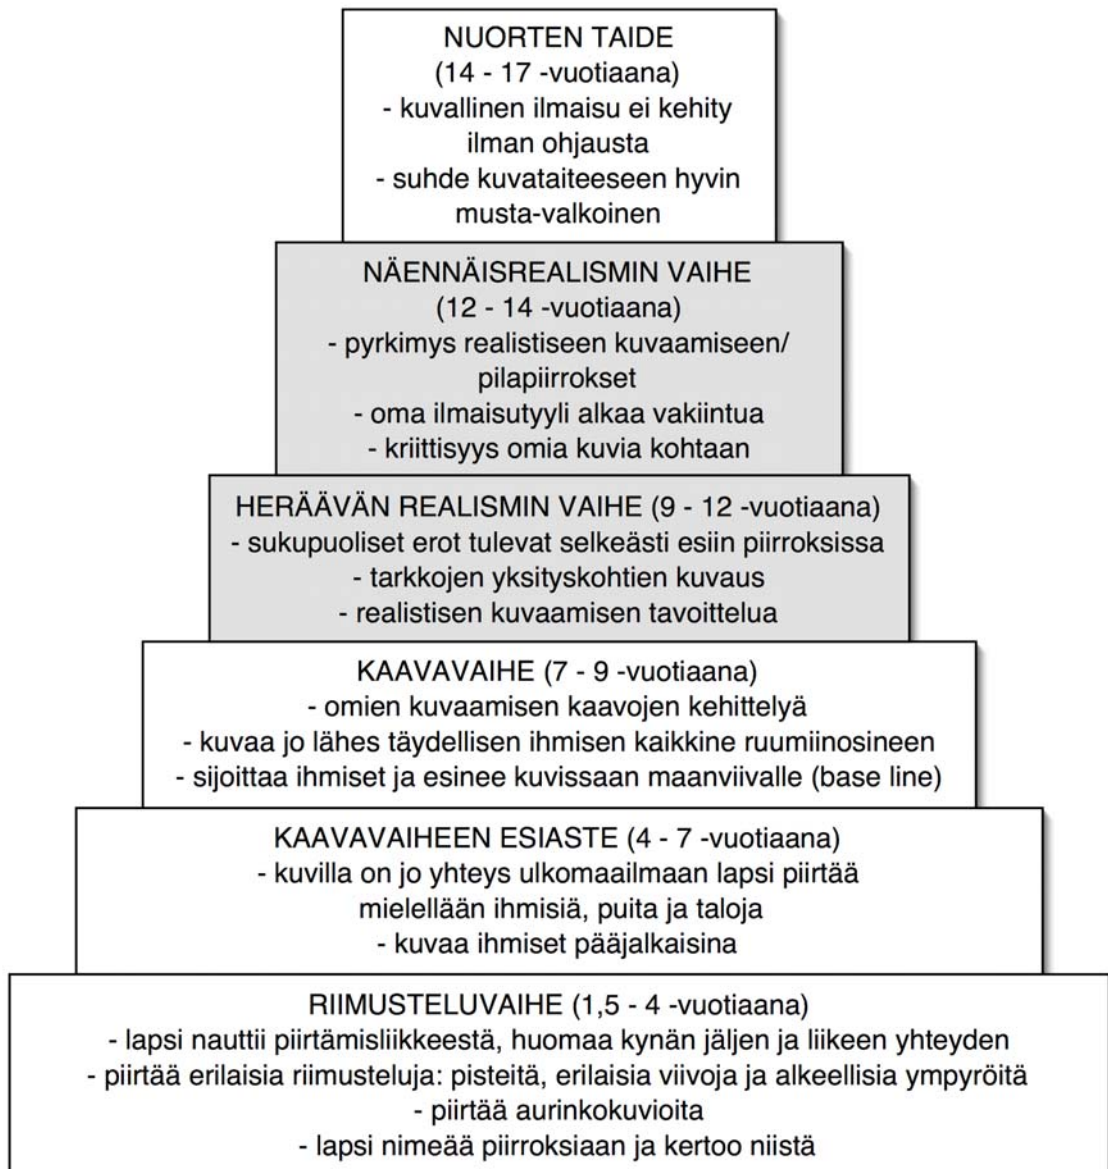 NUORTEN TAIDE
(14 - 17 -vuotiaana)
- kuvallinen ilmaisu ei kehity
ilman ohjausta
- suhde kuvataiteeseen hyvin
musta-valkoinen
NÄENNÄISREALISMIN VAIHE
(12 - 14 -vuotiaana)
- pyrkimys realistiseen kuvaamiseen/
pilapiirrokset
- oma ilmaisutyyli alkaa vakiintua
- kriittisyys omia kuvia kohtaan
HERÄÄVÄN REALISMIN VAIHE (9 - 12 -vuotiaana)
- sukupuoliset erot tulevat selkeästi esiin piirroksissa
- tarkkojen yksityskohtien kuvaus
- realistisen kuvaamisen tavoittelua
KAAVAVAIHE (7 - 9 -vuotiaana)
- omien kuvaamisen kaavojen kehittelyä
- kuvaa jo lähes täydellisen ihmisen kaikkine ruumiinosineen
- sijoittaa ihmiset ja esinee kuvissaan maanviivalle (base line)
KAAVAVAIHEEN ESIASTE (4 - 7 -vuotiaana)
- kuvilla on jo yhteys ulkomaailmaan lapsi piirtää
mielellään ihmisiä, puita ja taloja
- kuvaa ihmiset pääjalkaisina
RIIMUSTELUVAIHE (1,5 - 4 -vuotiaana)
- lapsi nauttii piirtämisliikkeestä, huomaa kynän jäljen ja liikeen yhteyden
- piirtää erilaisia riimusteluja: pisteitä, erilaisia viivoja ja alkeellisia ympyröitä
- piirtää aurinkokuvioita
- lapsi nimeää piirroksiaan ja kertoo niistä